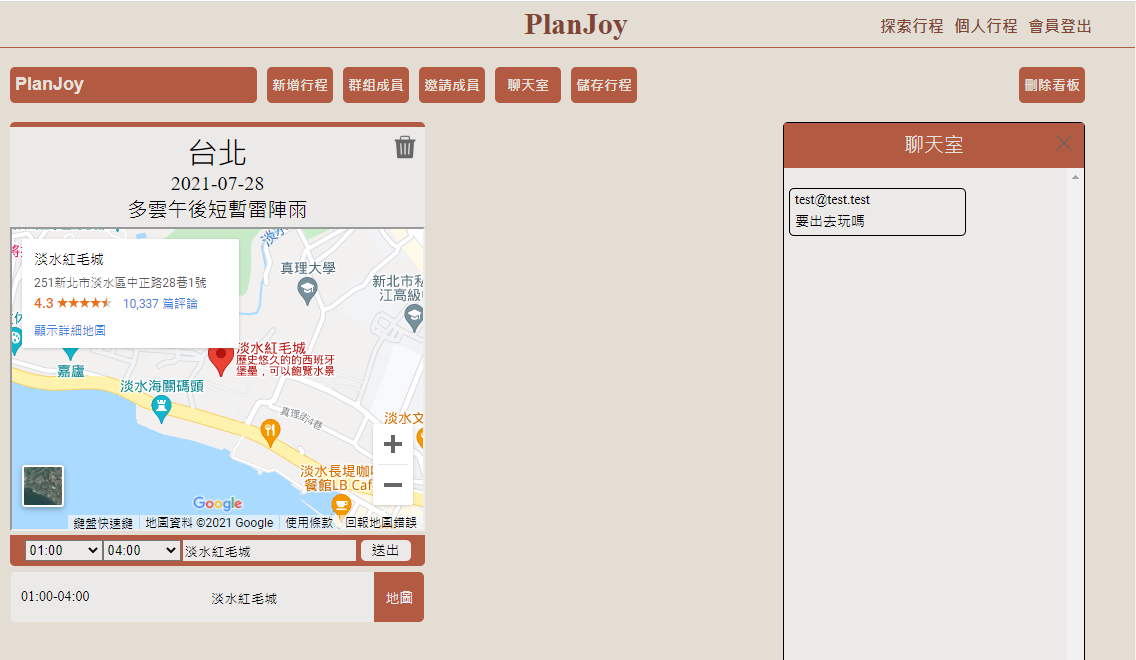 PlanJoy
探索行程 個人行程 會員登出
PlanJoy
新增行程
群組成員
邀請成員
聊天室
儲存行程
刪除看板
台北
2021-07-28
多雲午後短暫雷陣雨
淡水紅毛城
251新北市淡水區中正路28巷1號
4.3 10,337 篇評論
顯示詳細地圖
真理大學
新北市私
江高級
淡水紅毛城
歷史悠久的的西班牙
堡壘，可以飽覽水景
嘉廬
淡水海關碼頭
真理街4巷
淡水文
淡水長堤咖啡
餐館LB Caf
Google
鍵盤快速鍵
地圖資料 ©2021 Google
使用條款
回報地圖錯誤
01:00
04:00
淡水紅毛城
送出
01:00-04:00
淡水紅毛城
地圖
聊天室
test@test.test
要出去玩嗎